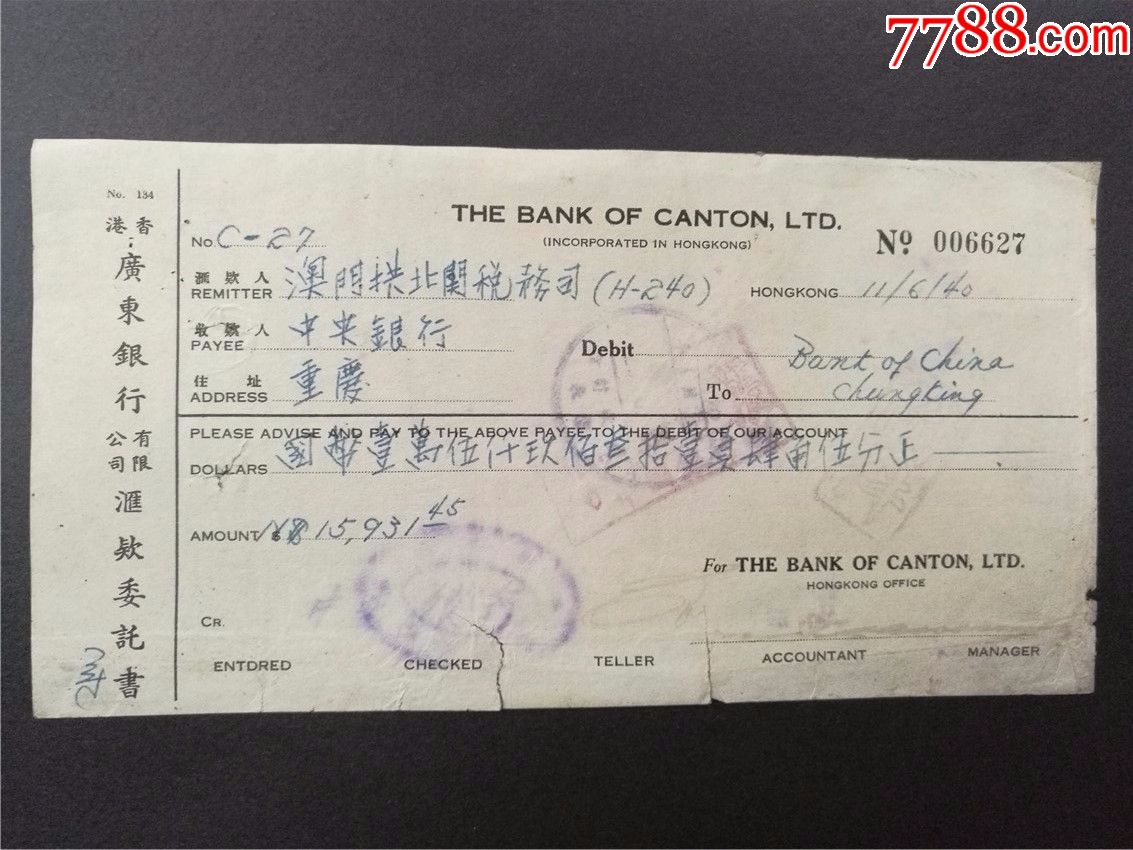 7788.com
No. 134
香港：廣東銀行有限公司滙欵委託書
THE BANK OF CANTON, LTD.
(INCORPORATED IN HONGKONG)
No C-27
Nº 006627
滙欵人
REMITTER 澳門拱北關稅務司 (H-240)
HONGKONG 11/6/40
收欵人
PAYEE 中央銀行
Debit
Bank of China
住址
ADDRESS 重慶
To Chungking
PLEASE ADVISE AND PAY TO THE ABOVE PAYEE TO THE DEBIT OF OUR ACCOUNT
DOLLARS 國幣壹萬伍仟玖佰叁拾壹員肆角伍分正
AMOUNT N$ 15,931 45
For THE BANK OF CANTON, LTD.
HONGKONG OFFICE
CR.
ENTDRED CHECKED TELLER ACCOUNTANT MANAGER